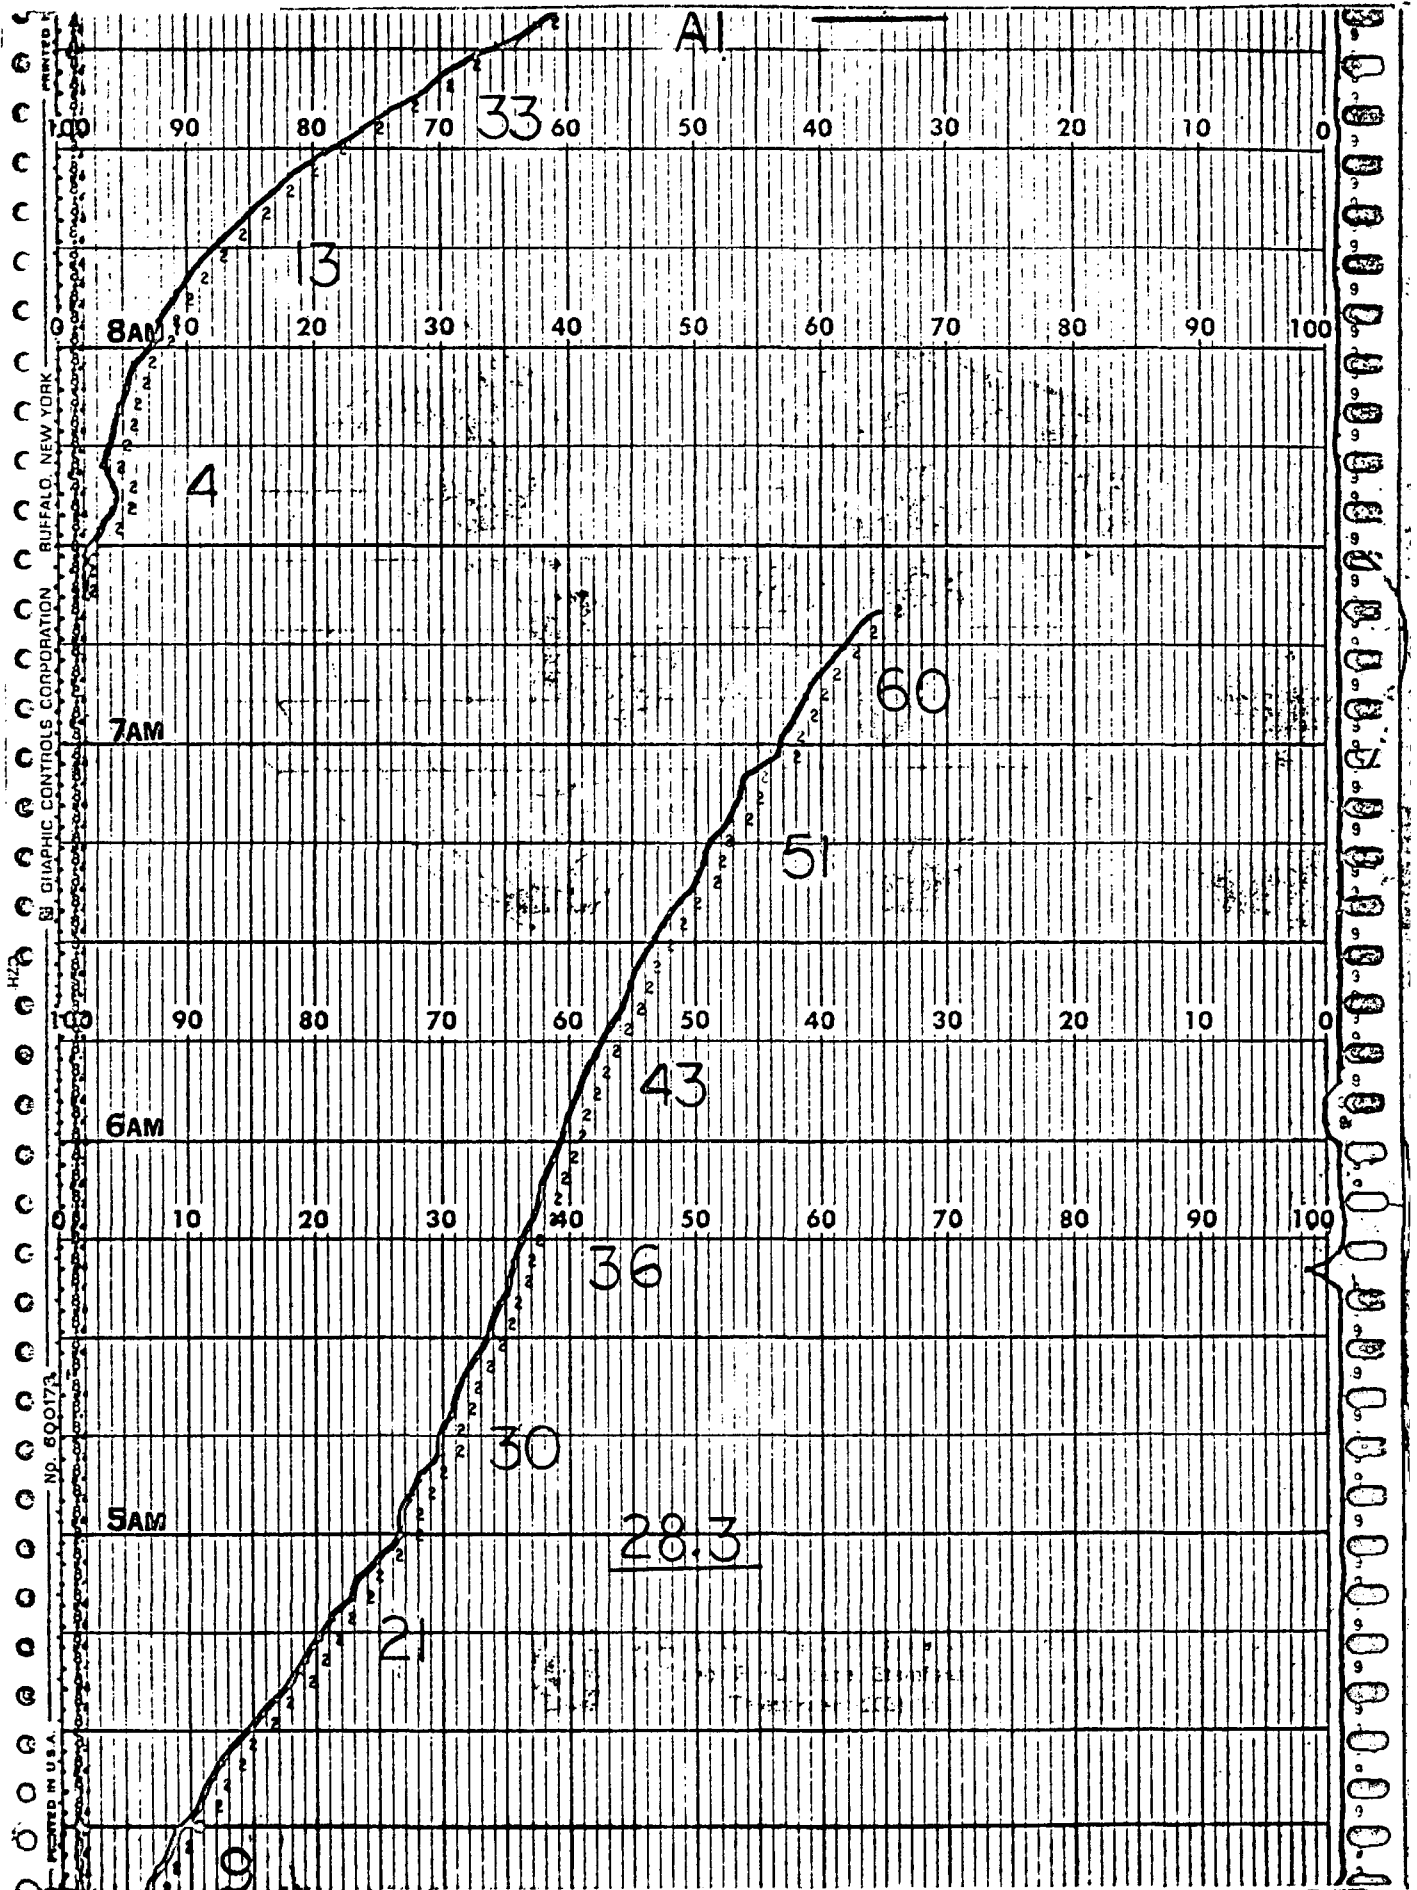 A1
33
100 90 80 70 60 50 40 30 20 10 0
13
0 8AM 10 20 30 40 50 60 70 80 90 100
4
60
7AM
51
100 90 80 70 60 50 40 30 20 10 0
43
6AM
0 10 20 30 40 50 60 70 80 90 100
36
30
5AM
28.3
21
9
PRINTED IN U.S.A.
NO. 600173
GRAPHIC CONTROLS CORPORATION BUFFALO, NEW YORK
PRINTED